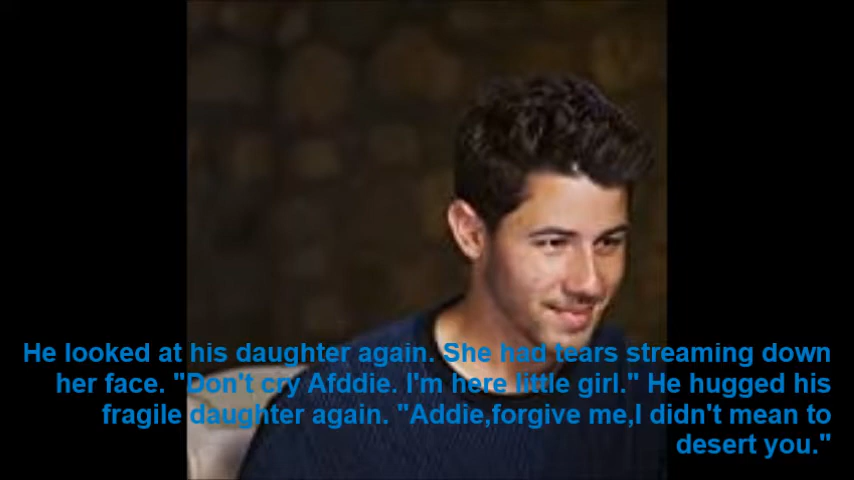 He looked at his daughter again. She had tears streaming down
her face. "Don't cry Afddie. I'm here little girl." He hugged his
fragile daughter again. "Addie,forgive me,I didn't mean to
desert you."